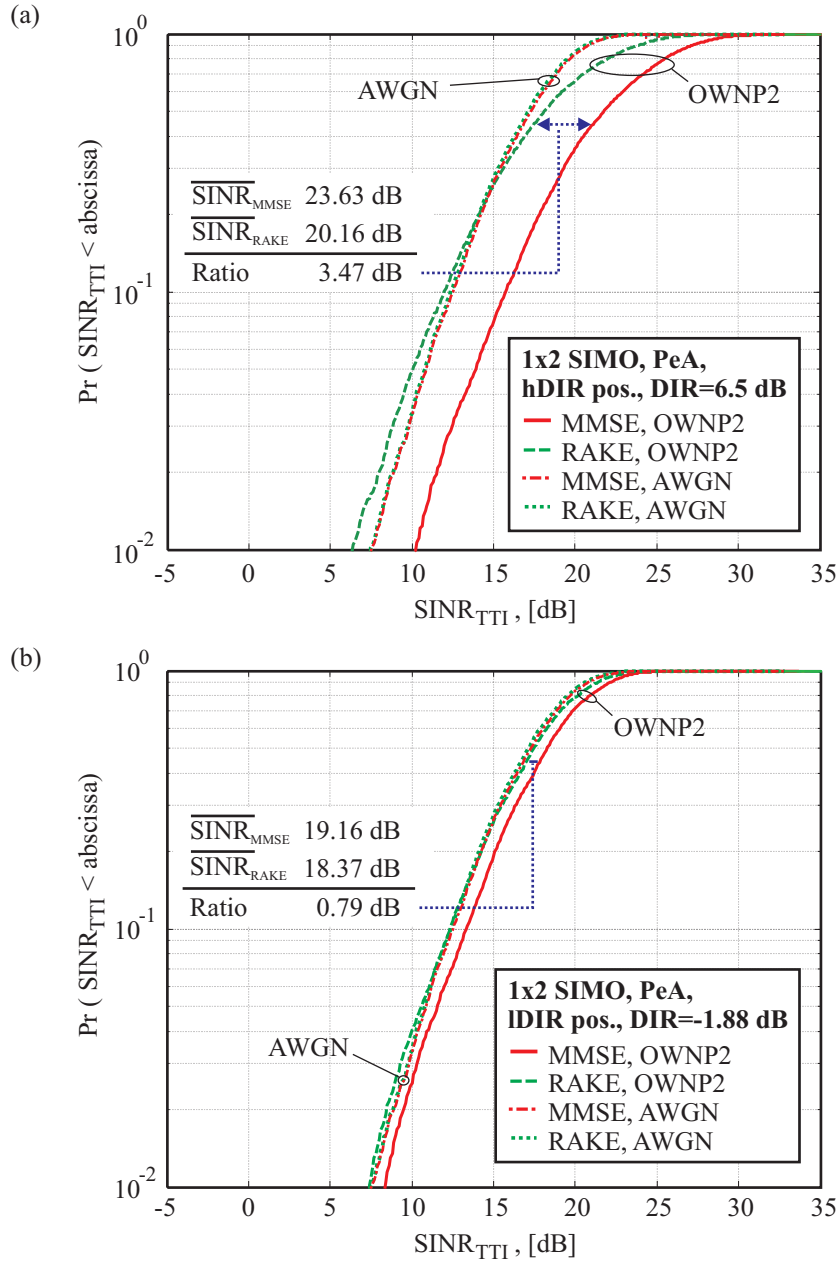 (a)
10^0
AWGN
OWNP2
SINR_MMSE 23.63 dB
SINR_RAKE 20.16 dB
Ratio 3.47 dB
10^-1
1x2 SIMO, PeA,
hDIR pos., DIR=6.5 dB
MMSE, OWNP2
RAKE, OWNP2
MMSE, AWGN
RAKE, AWGN
10^-2
Pr ( SINR_TTI < abscissa)
-5 0 5 10 15 20 25 30 35
SINR_TTI , [dB]
(b)
10^0
OWNP2
SINR_MMSE 19.16 dB
SINR_RAKE 18.37 dB
Ratio 0.79 dB
10^-1
AWGN
1x2 SIMO, PeA,
lDIR pos., DIR=-1.88 dB
MMSE, OWNP2
RAKE, OWNP2
MMSE, AWGN
RAKE, AWGN
10^-2
Pr ( SINR_TTI < abscissa)
-5 0 5 10 15 20 25 30 35
SINR_TTI , [dB]